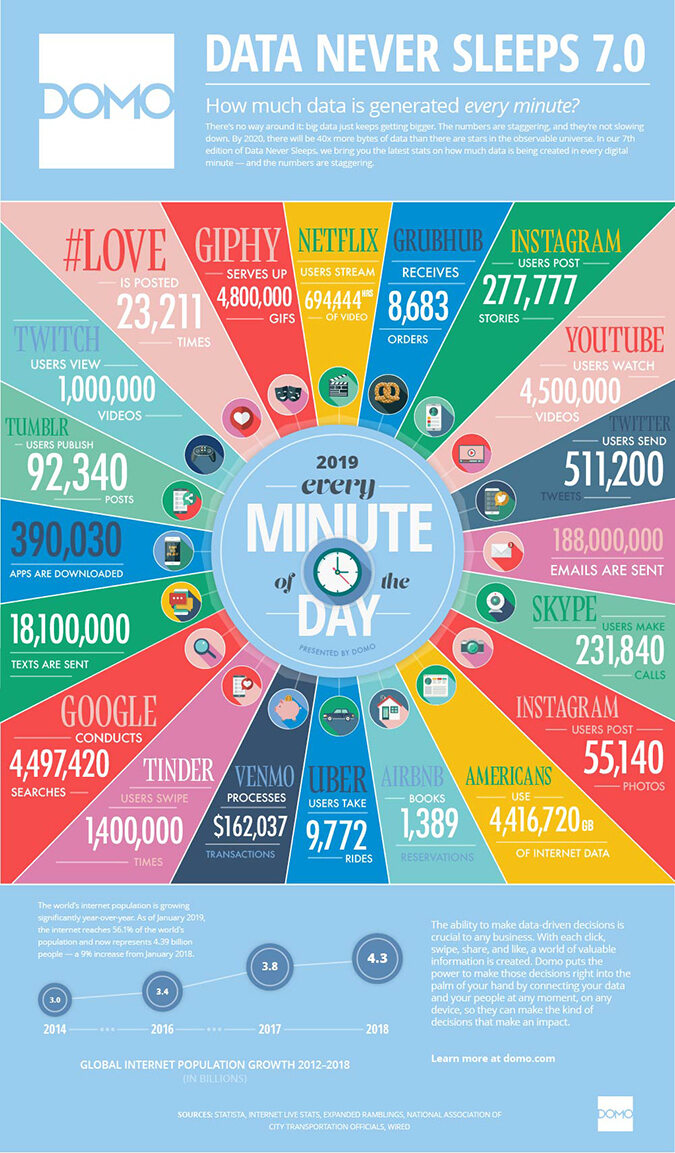 DOMO
DATA NEVER SLEEPS 7.0
How much data is generated every minute?
There's no way around it: big data just keeps getting bigger. The numbers are staggering, and they're not slowing
down. By 2020, there will be 40x more bytes of data than there are stars in the observable universe. In our 7th
edition of Data Never Sleeps, we bring you the latest stats on how much data is being created in every digital
minute — and the numbers are staggering.
#LOVE
IS POSTED
23,211
TIMES
GIPHY
SERVES UP
4,800,000
GIFS
NETFLIX
USERS STREAM
694,444 HRS
OF VIDEO
GRUBHUB
RECEIVES
8,683
ORDERS
INSTAGRAM
USERS POST
277,777
STORIES
YOUTUBE
USERS WATCH
4,500,000
VIDEOS
TWITTER
USERS SEND
511,200
TWEETS
188,000,000
EMAILS ARE SENT
SKYPE
USERS MAKE
231,840
CALLS
INSTAGRAM
USERS POST
55,140
PHOTOS
AMERICANS
USE
4,416,720 GB
OF INTERNET DATA
AIRBNB
BOOKS
1,389
RESERVATIONS
UBER
USERS TAKE
9,772
RIDES
VENMO
PROCESSES
$162,037
TRANSACTIONS
TINDER
USERS SWIPE
1,400,000
TIMES
GOOGLE
CONDUCTS
4,497,420
SEARCHES
18,100,000
TEXTS ARE SENT
390,030
APPS ARE DOWNLOADED
TUMBLR
USERS PUBLISH
92,340
POSTS
TWITCH
USERS VIEW
1,000,000
VIDEOS
2019
every
MINUTE
of the
DAY
PRESENTED BY DOMO
The world's internet population is growing
significantly year-over-year. As of January 2019,
the internet reaches 56.1% of the world's
population and now represents 4.39 billion
people — a 9% increase from January 2018.
3.0
3.4
3.8
4.3
2014
2016
2017
2018
GLOBAL INTERNET POPULATION GROWTH 2012–2018
(IN BILLIONS)
The ability to make data-driven decisions is
crucial to any business. With each click,
swipe, share, and like, a world of valuable
information is created. Domo puts the
power to make those decisions right into the
palm of your hand by connecting your data
and your people at any moment, on any
device, so they can make the kind of
decisions that make an impact.
Learn more at domo.com
SOURCES: STATISTA, INTERNET LIVE STATS, EXPANDED RAMBLINGS, NATIONAL ASSOCIATION OF
CITY TRANSPORTATION OFFICIALS, WIRED
DOMO